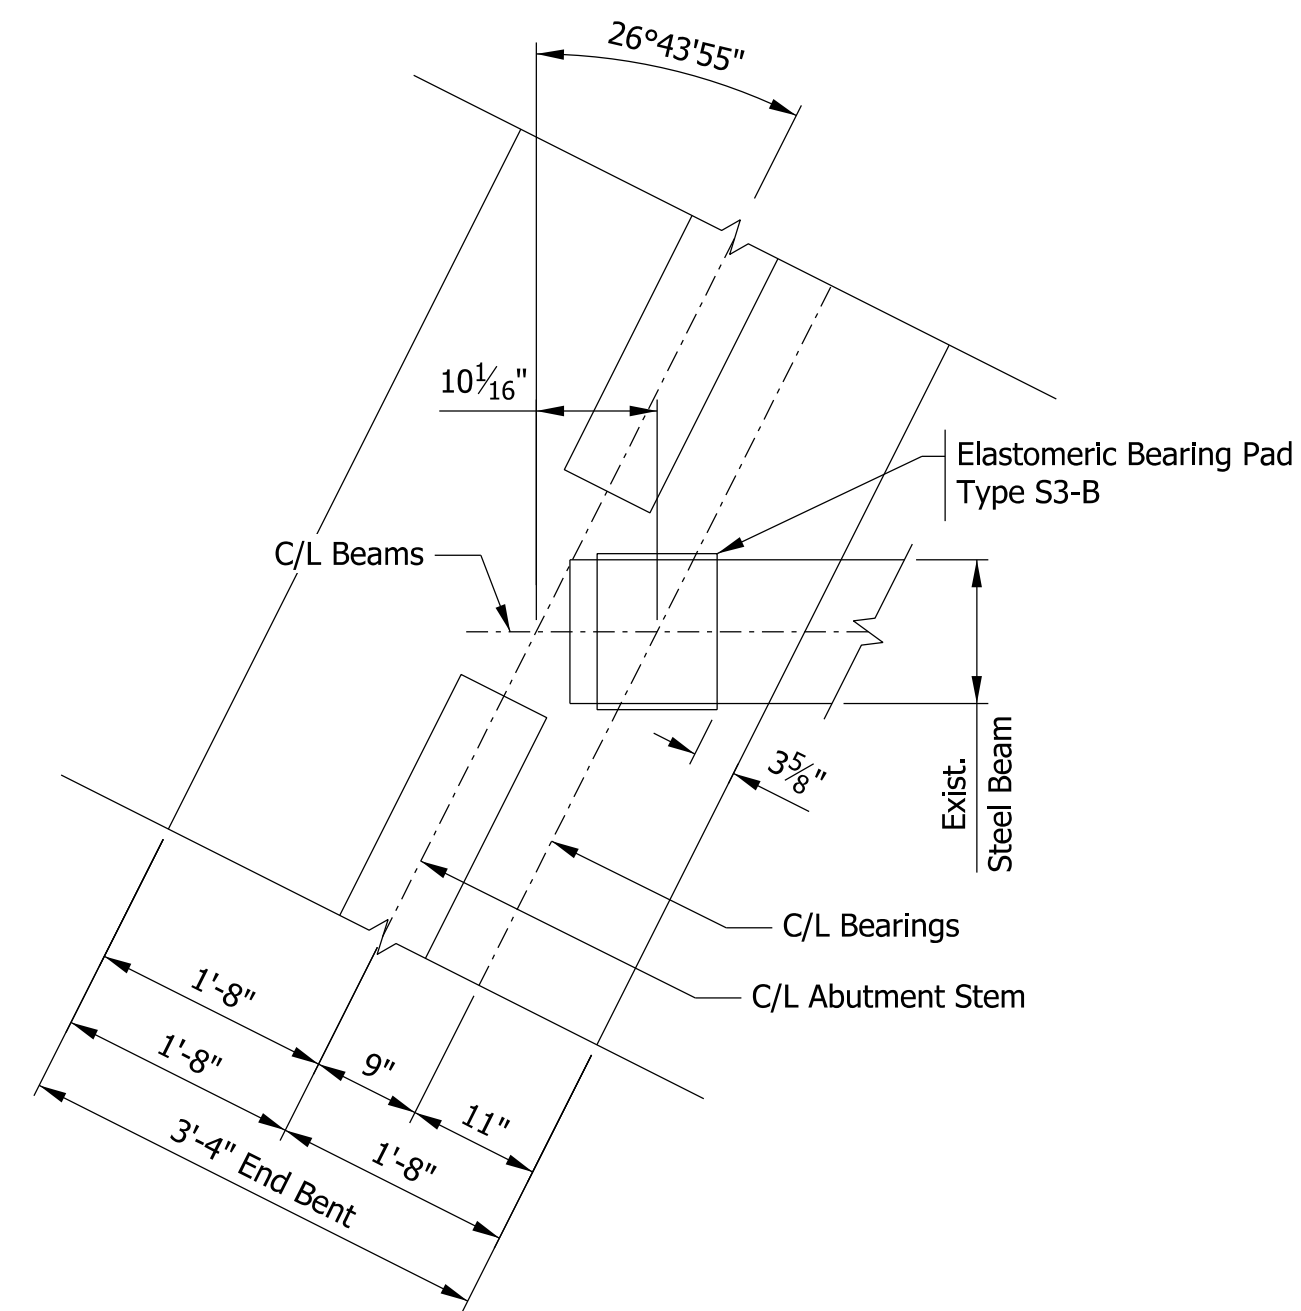 26°43'55"
10 1/16"
Elastomeric Bearing Pad
Type S3-B
C/L Beams
3 5/8"
Exist.
Steel Beam
C/L Bearings
C/L Abutment Stem
1'-8"
9"
11"
1'-8"
1'-8"
3'-4" End Bent